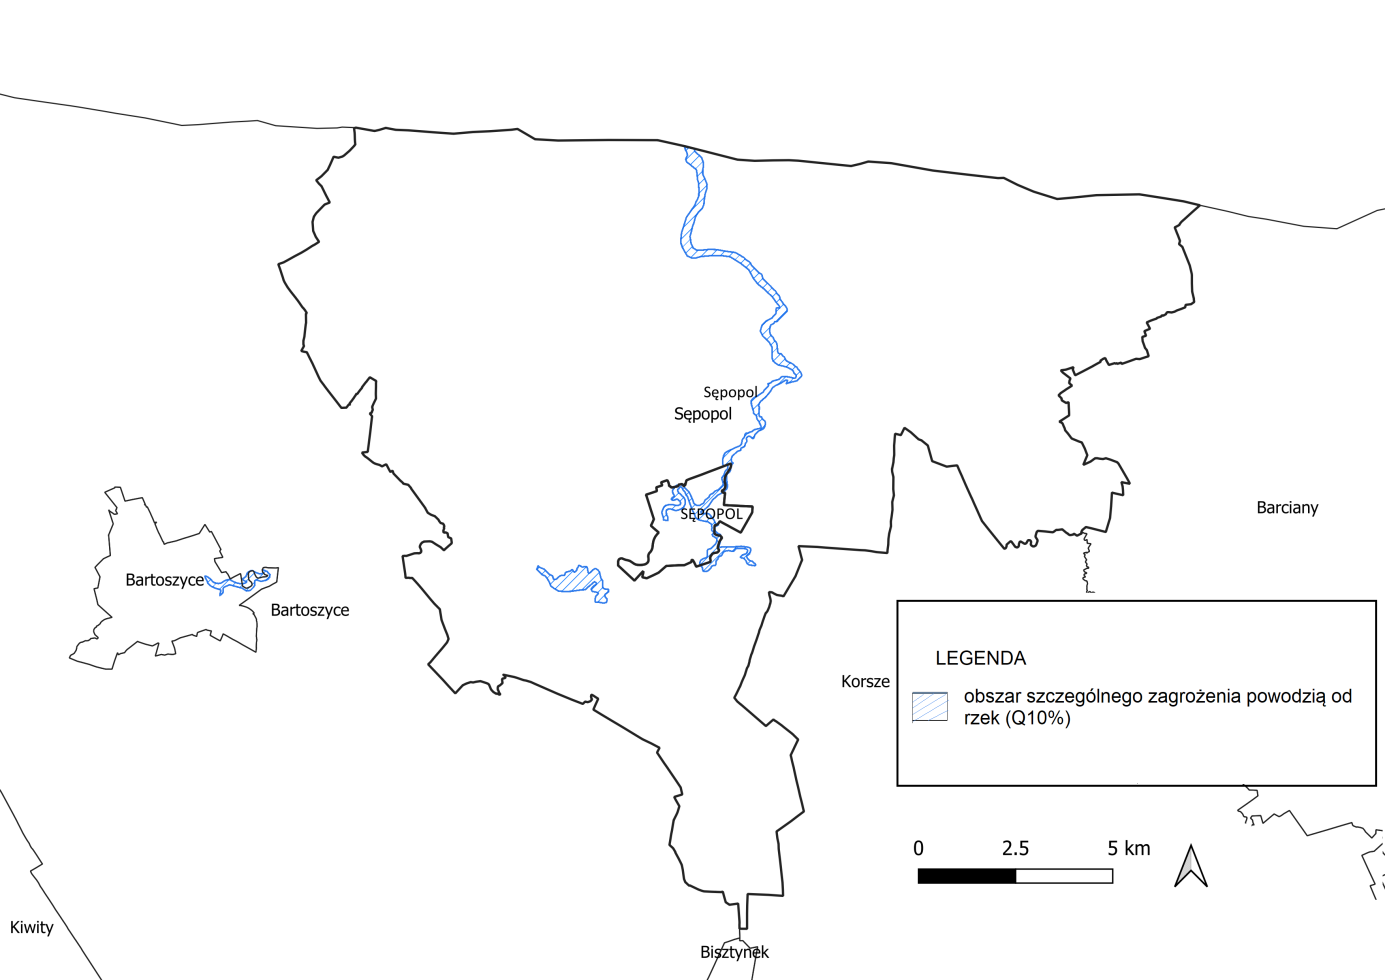 Sępopol
Sępopol
SĘPOPOL
Barciany
Bartoszyce
Bartoszyce
Korsze
LEGENDA
obszar szczególnego zagrożenia powodzią od
rzek (Q10%)
0 2.5 5 km
Kiwity
Bisztynek